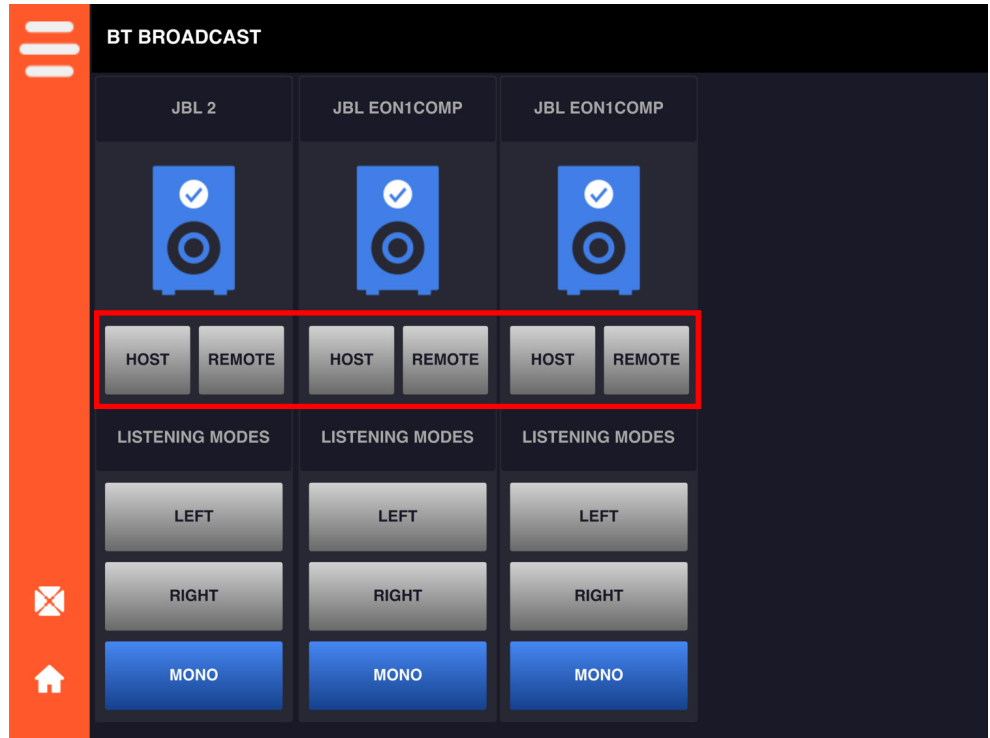 BT BROADCAST
JBL 2 JBL EON1COMP JBL EON1COMP
HOST REMOTE HOST REMOTE HOST REMOTE
LISTENING MODES LISTENING MODES LISTENING MODES
LEFT LEFT LEFT
RIGHT RIGHT RIGHT
MONO MONO MONO